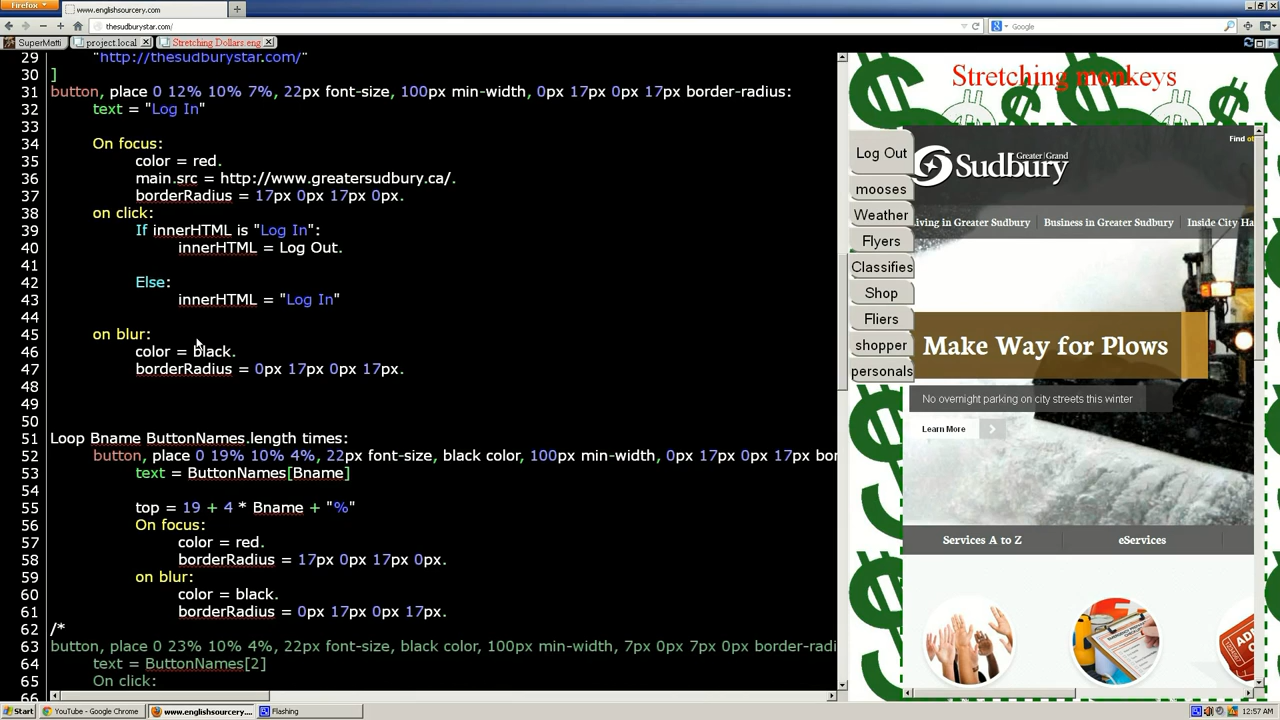 Firefox
www.englishsourcery.com
thesudburystar.com/
Google
SuperMatti
project.local
Stretching Dollars.eng
29 "http://thesudburystar.com/"
30 ]
31 button, place 0 12% 10% 7%, 22px font-size, 100px min-width, 0px 17px 0px 17px border-radius:
32 text = "Log In"
33
34 On focus:
35 color = red.
36 main.src = http://www.greatersudbury.ca/.
37 borderRadius = 17px 0px 17px 0px.
38 on click:
39 If innerHTML is "Log In":
40 innerHTML = Log Out.
41
42 Else:
43 innerHTML = "Log In"
44
45 on blur:
46 color = black.
47 borderRadius = 0px 17px 0px 17px.
48
49
50
51 Loop Bname ButtonNames.length times:
52 button, place 0 19% 10% 4%, 22px font-size, black color, 100px min-width, 0px 17px 0px 17px bor
53 text = ButtonNames[Bname]
54
55 top = 19 + 4 * Bname + "%"
56 On focus:
57 color = red.
58 borderRadius = 17px 0px 17px 0px.
59 on blur:
60 color = black.
61 borderRadius = 0px 17px 0px 17px.
62 /*
63 button, place 0 23% 10% 4%, 22px font-size, black color, 100px min-width, 7px 0px 7px 0px border-radi
64 text = ButtonNames[2]
65 On click:
66
Stretching monkeys
Find ot
Greater | Grand
Sudbury
Log Out
mooses
Weather
Flyers
Classifies
Shop
Fliers
shopper
personals
iving in Greater Sudbury
Business in Greater Sudbury
Inside City Ha
Make Way for Plows
No overnight parking on city streets this winter
Learn More
Services A to Z
eServices
Start
YouTube - Google Chrome
www.englishsourcery....
Flashing
12:57 AM